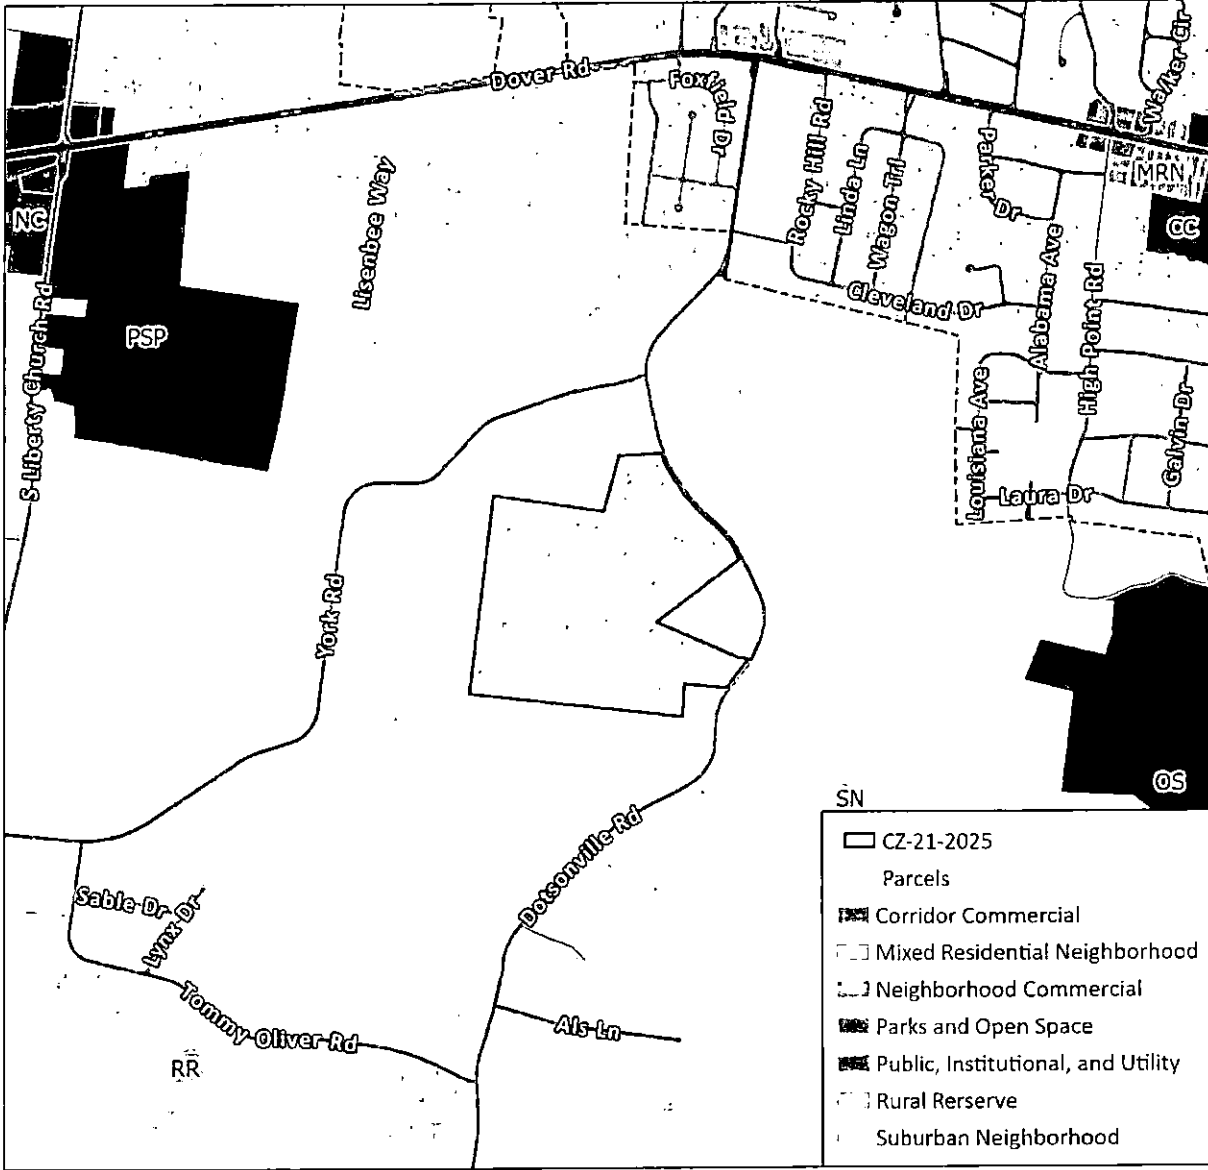 Dover Rd
Foxfield Dr
Walker Cir
Rocky Hill Rd
Linda Ln
Wagon Trl
Parker Dr
MRN
Lisenbee Way
NC
CC
Alabama Ave
High Point Rd
Cleveland Dr
S Liberty Church Rd
PSP
Louisiana Ave
Galvin Dr
Laura Dr
York Rd
OS
SN
Dotsonville Rd
Sable Dr
Lynx Dr
Tommy Oliver Rd
Als Ln
RR
CZ-21-2025
Parcels
Corridor Commercial
Mixed Residential Neighborhood
Neighborhood Commercial
Parks and Open Space
Public, Institutional, and Utility
Rural Rerserve
Suburban Neighborhood